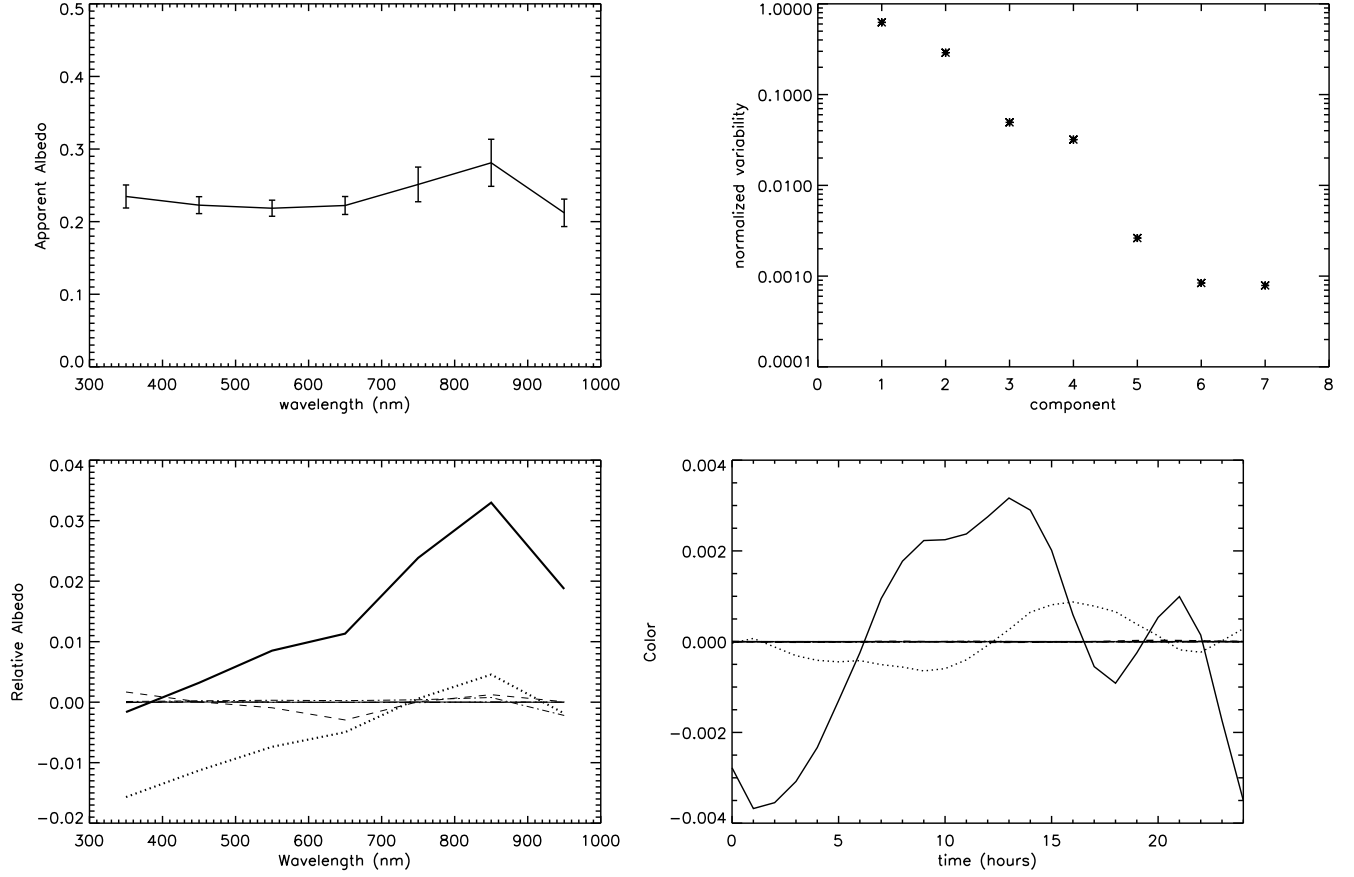 0.5
0.4
0.3
0.2
0.1
0.0
Apparent Albedo
300 400 500 600 700 800 900 1000
wavelength (nm)
1.0000
0.1000
0.0100
0.0010
0.0001
normalized variability
0 1 2 3 4 5 6 7 8
component
0.04
0.03
0.02
0.01
0.00
−0.01
−0.02
Relative Albedo
300 400 500 600 700 800 900 1000
Wavelength (nm)
0.004
0.002
0.000
−0.002
−0.004
Color
0 5 10 15 20
time (hours)